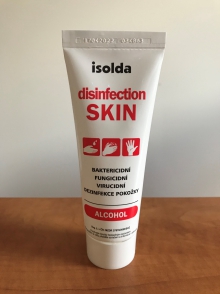 isolda
disinfection
SKIN
BAKTERICIDNÍ
FUNGICIDNÍ
VIRUCIDNÍ
DEZINFEKCE POKOŽKY
ALCOHOL